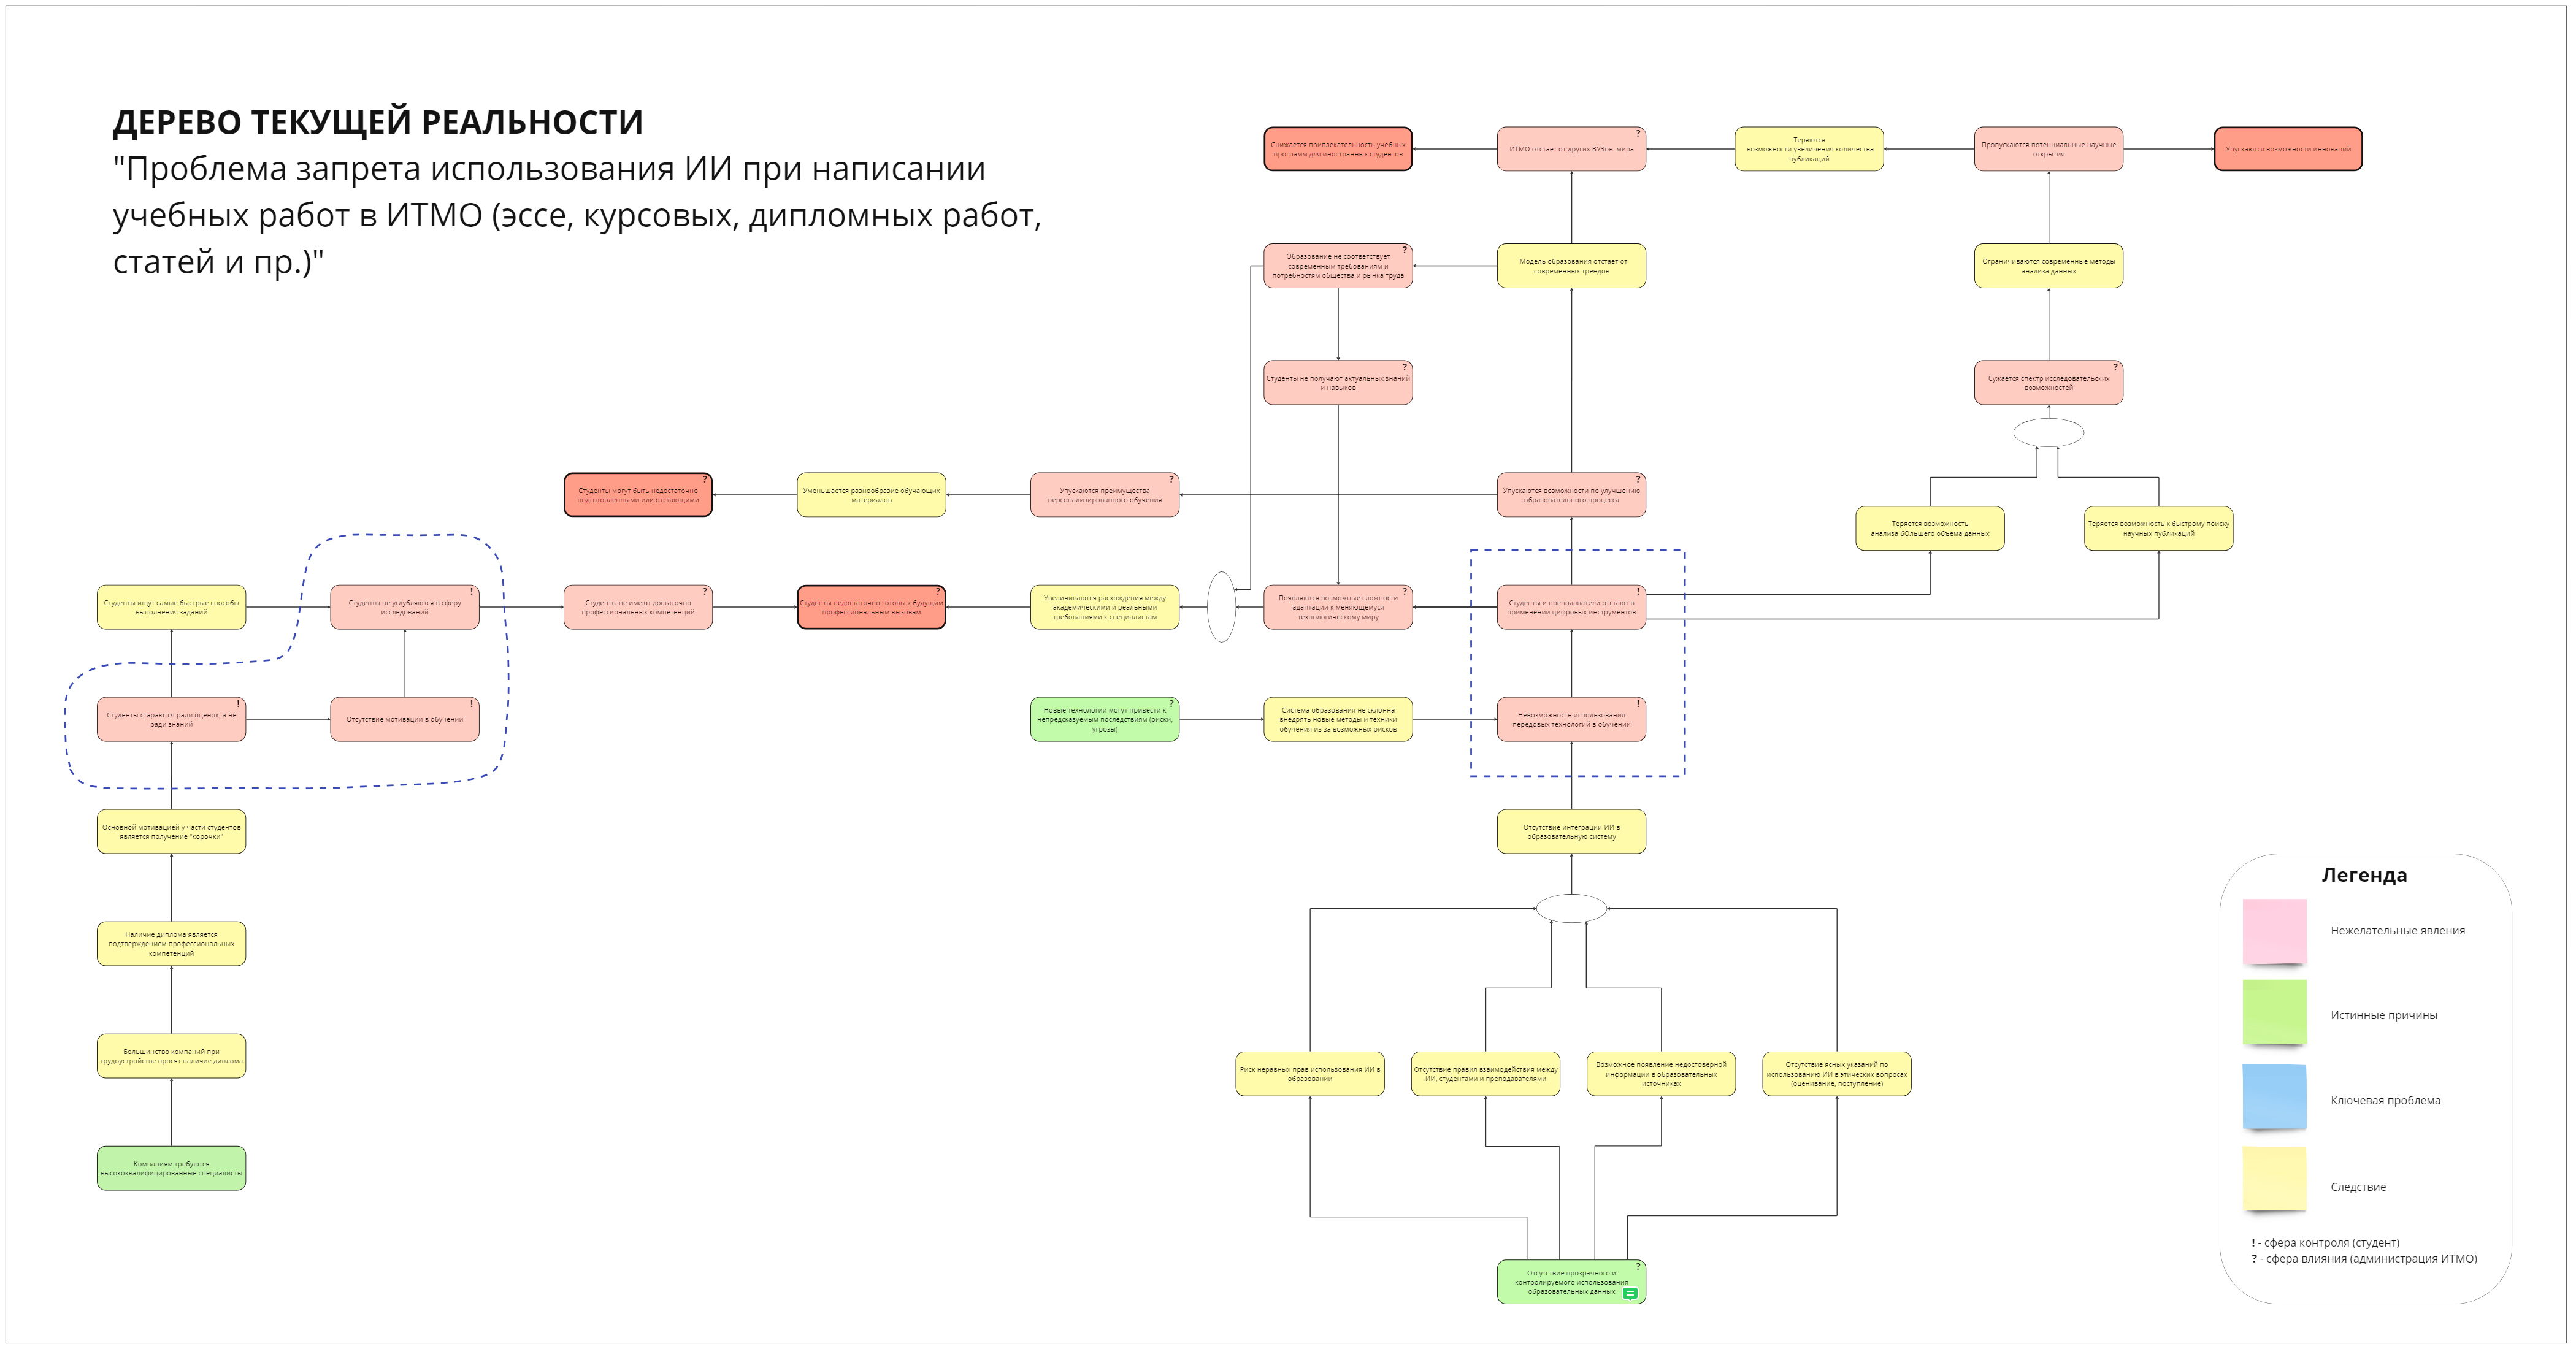 ДЕРЕВО ТЕКУЩЕЙ РЕАЛЬНОСТИ
"Проблема запрета использования ИИ при написании
учебных работ в ИТМО (эссе, курсовых, дипломных работ,
статей и пр.)"
Снижается привлекательность учебных
программ для иностранных студентов
?
ИТМО отстает от других ВУЗов мира
Теряются
возможности увеличения количества
публикаций
Пропускаются потенциальные научные
открытия
Упускаются возможности инноваций
?
Образование не соответствует
современным требованиям и
потребностям общества и рынка труда
Модель образования отстает от
современных трендов
Ограничиваются современные методы
анализа данных
?
Студенты не получают актуальных знаний
и навыков
?
Сужается спектр исследовательских
возможностей
?
Студенты могут быть недостаточно
подготовленными или отстающими
Уменьшается разнообразие обучающих
материалов
?
Упускаются преимущества
персонализированного обучения
?
Упускаются возможности по улучшению
образовательного процесса
Теряется возможность
анализа бОльшего объема данных
Теряется возможность к быстрому поиску
научных публикаций
Студенты ищут самые быстрые способы
выполнения заданий
!
Студенты не углубляются в сферу
исследований
?
Студенты не имеют достаточно
профессиональных компетенций
?
Студенты недостаточно готовы к будущим
профессиональным вызовам
Увеличиваются расхождения между
академическими и реальными
требованиями к специалистам
?
Появляются возможные сложности
адаптации к меняющемуся
технологическому миру
!
Студенты и преподаватели отстают в
применении цифровых инструментов
!
Студенты стараются ради оценок, а не
ради знаний
!
Отсутствие мотивации в обучении
?
Новые технологии могут привести к
непредсказуемым последствиям (риски,
угрозы)
Система образования не склонна
внедрять новые методы и техники
обучения из-за возможных рисков
!
Невозможность использования
передовых технологий в обучении
Основной мотивацией у части студентов
является получение "корочки"
Отсутствие интеграции ИИ в
образовательную систему
Наличие диплома является
подтверждением профессиональных
компетенций
Большинство компаний при
трудоустройстве просят наличие диплома
Риск неравных прав использования ИИ в
образовании
Отсутствие правил взаимодействия между
ИИ, студентами и преподавателями
Возможное появление недостоверной
информации в образовательных
источниках
Отсутствие ясных указаний по
использованию ИИ в этических вопросах
(оценивание, поступление)
Компаниям требуются
высококвалифицированные специалисты
?
Отсутствие прозрачного и
контролируемого использования
образовательных данных
Легенда
Нежелательные явления
Истинные причины
Ключевая проблема
Следствие
! - сфера контроля (студент)
? - сфера влияния (администрация ИТМО)